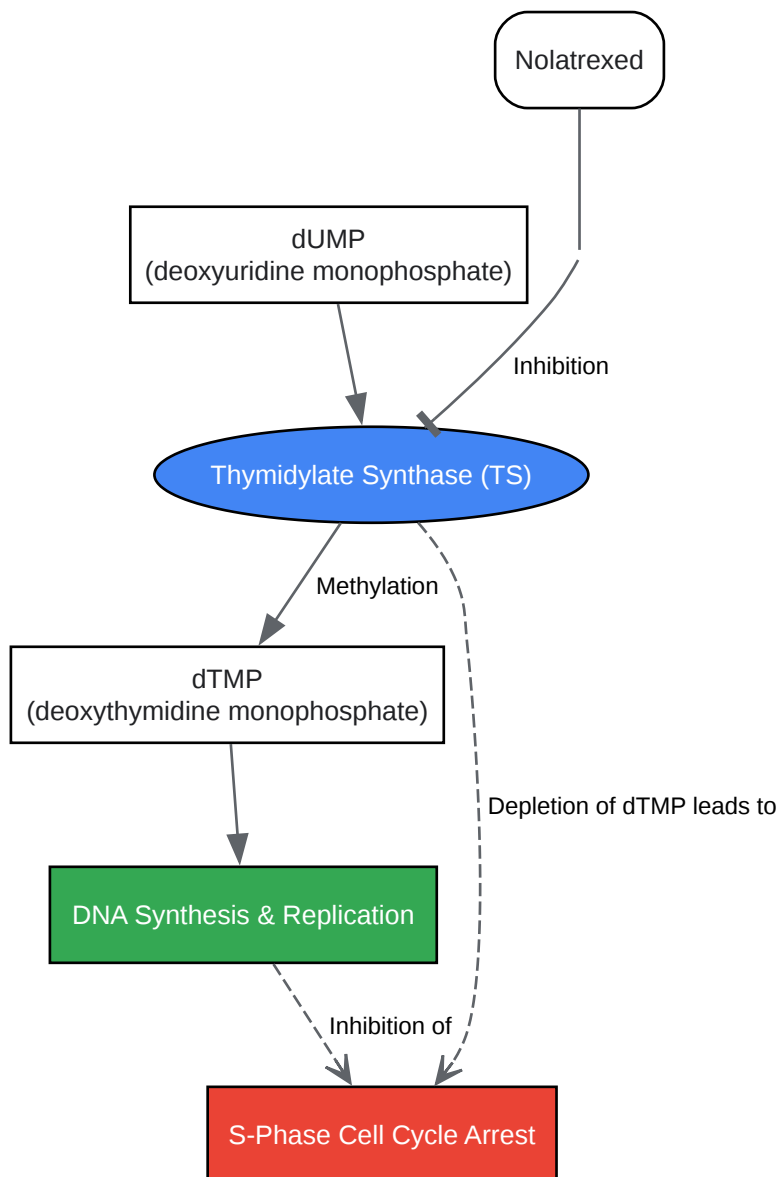 Nolatrexed
dUMP
(deoxyuridine monophosphate)
Inhibition
Thymidylate Synthase (TS)
Methylation
dTMP
(deoxythymidine monophosphate)
Depletion of dTMP leads to
DNA Synthesis & Replication
Inhibition of
S-Phase Cell Cycle Arrest